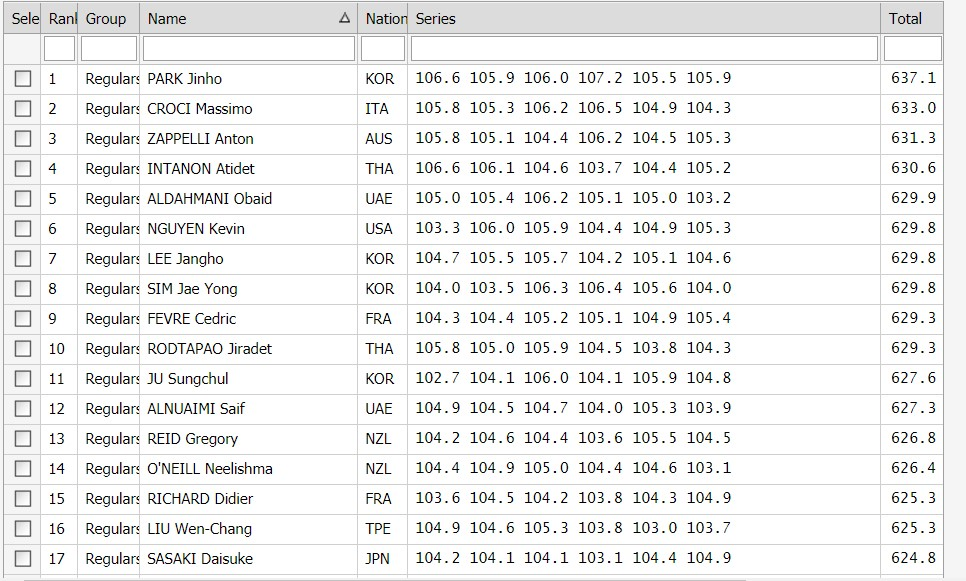 Sele Rank Group Name Nation Series Total
1 Regulars PARK Jinho KOR 106.6 105.9 106.0 107.2 105.5 105.9 637.1
2 Regulars CROCI Massimo ITA 105.8 105.3 106.2 106.5 104.9 104.3 633.0
3 Regulars ZAPPELLI Anton AUS 105.8 105.1 104.4 106.2 104.5 105.3 631.3
4 Regulars INTANON Atidet THA 106.6 106.1 104.6 103.7 104.4 105.2 630.6
5 Regulars ALDAHMANI Obaid UAE 105.0 105.4 106.2 105.1 105.0 103.2 629.9
6 Regulars NGUYEN Kevin USA 103.3 106.0 105.9 104.4 104.9 105.3 629.8
7 Regulars LEE Jangho KOR 104.7 105.5 105.7 104.2 105.1 104.6 629.8
8 Regulars SIM Jae Yong KOR 104.0 103.5 106.3 106.4 105.6 104.0 629.8
9 Regulars FEVRE Cedric FRA 104.3 104.4 105.2 105.1 104.9 105.4 629.3
10 Regulars RODTAPAO Jiradet THA 105.8 105.0 105.9 104.5 103.8 104.3 629.3
11 Regulars JU Sungchul KOR 102.7 104.1 106.0 104.1 105.9 104.8 627.6
12 Regulars ALNUAIMI Saif UAE 104.9 104.5 104.7 104.0 105.3 103.9 627.3
13 Regulars REID Gregory NZL 104.2 104.6 104.4 103.6 105.5 104.5 626.8
14 Regulars O'NEILL Neelishma NZL 104.4 104.9 105.0 104.4 104.6 103.1 626.4
15 Regulars RICHARD Didier FRA 103.6 104.5 104.2 103.8 104.3 104.9 625.3
16 Regulars LIU Wen-Chang TPE 104.9 104.6 105.3 103.8 103.0 103.7 625.3
17 Regulars SASAKI Daisuke JPN 104.2 104.1 104.1 103.1 104.4 104.9 624.8